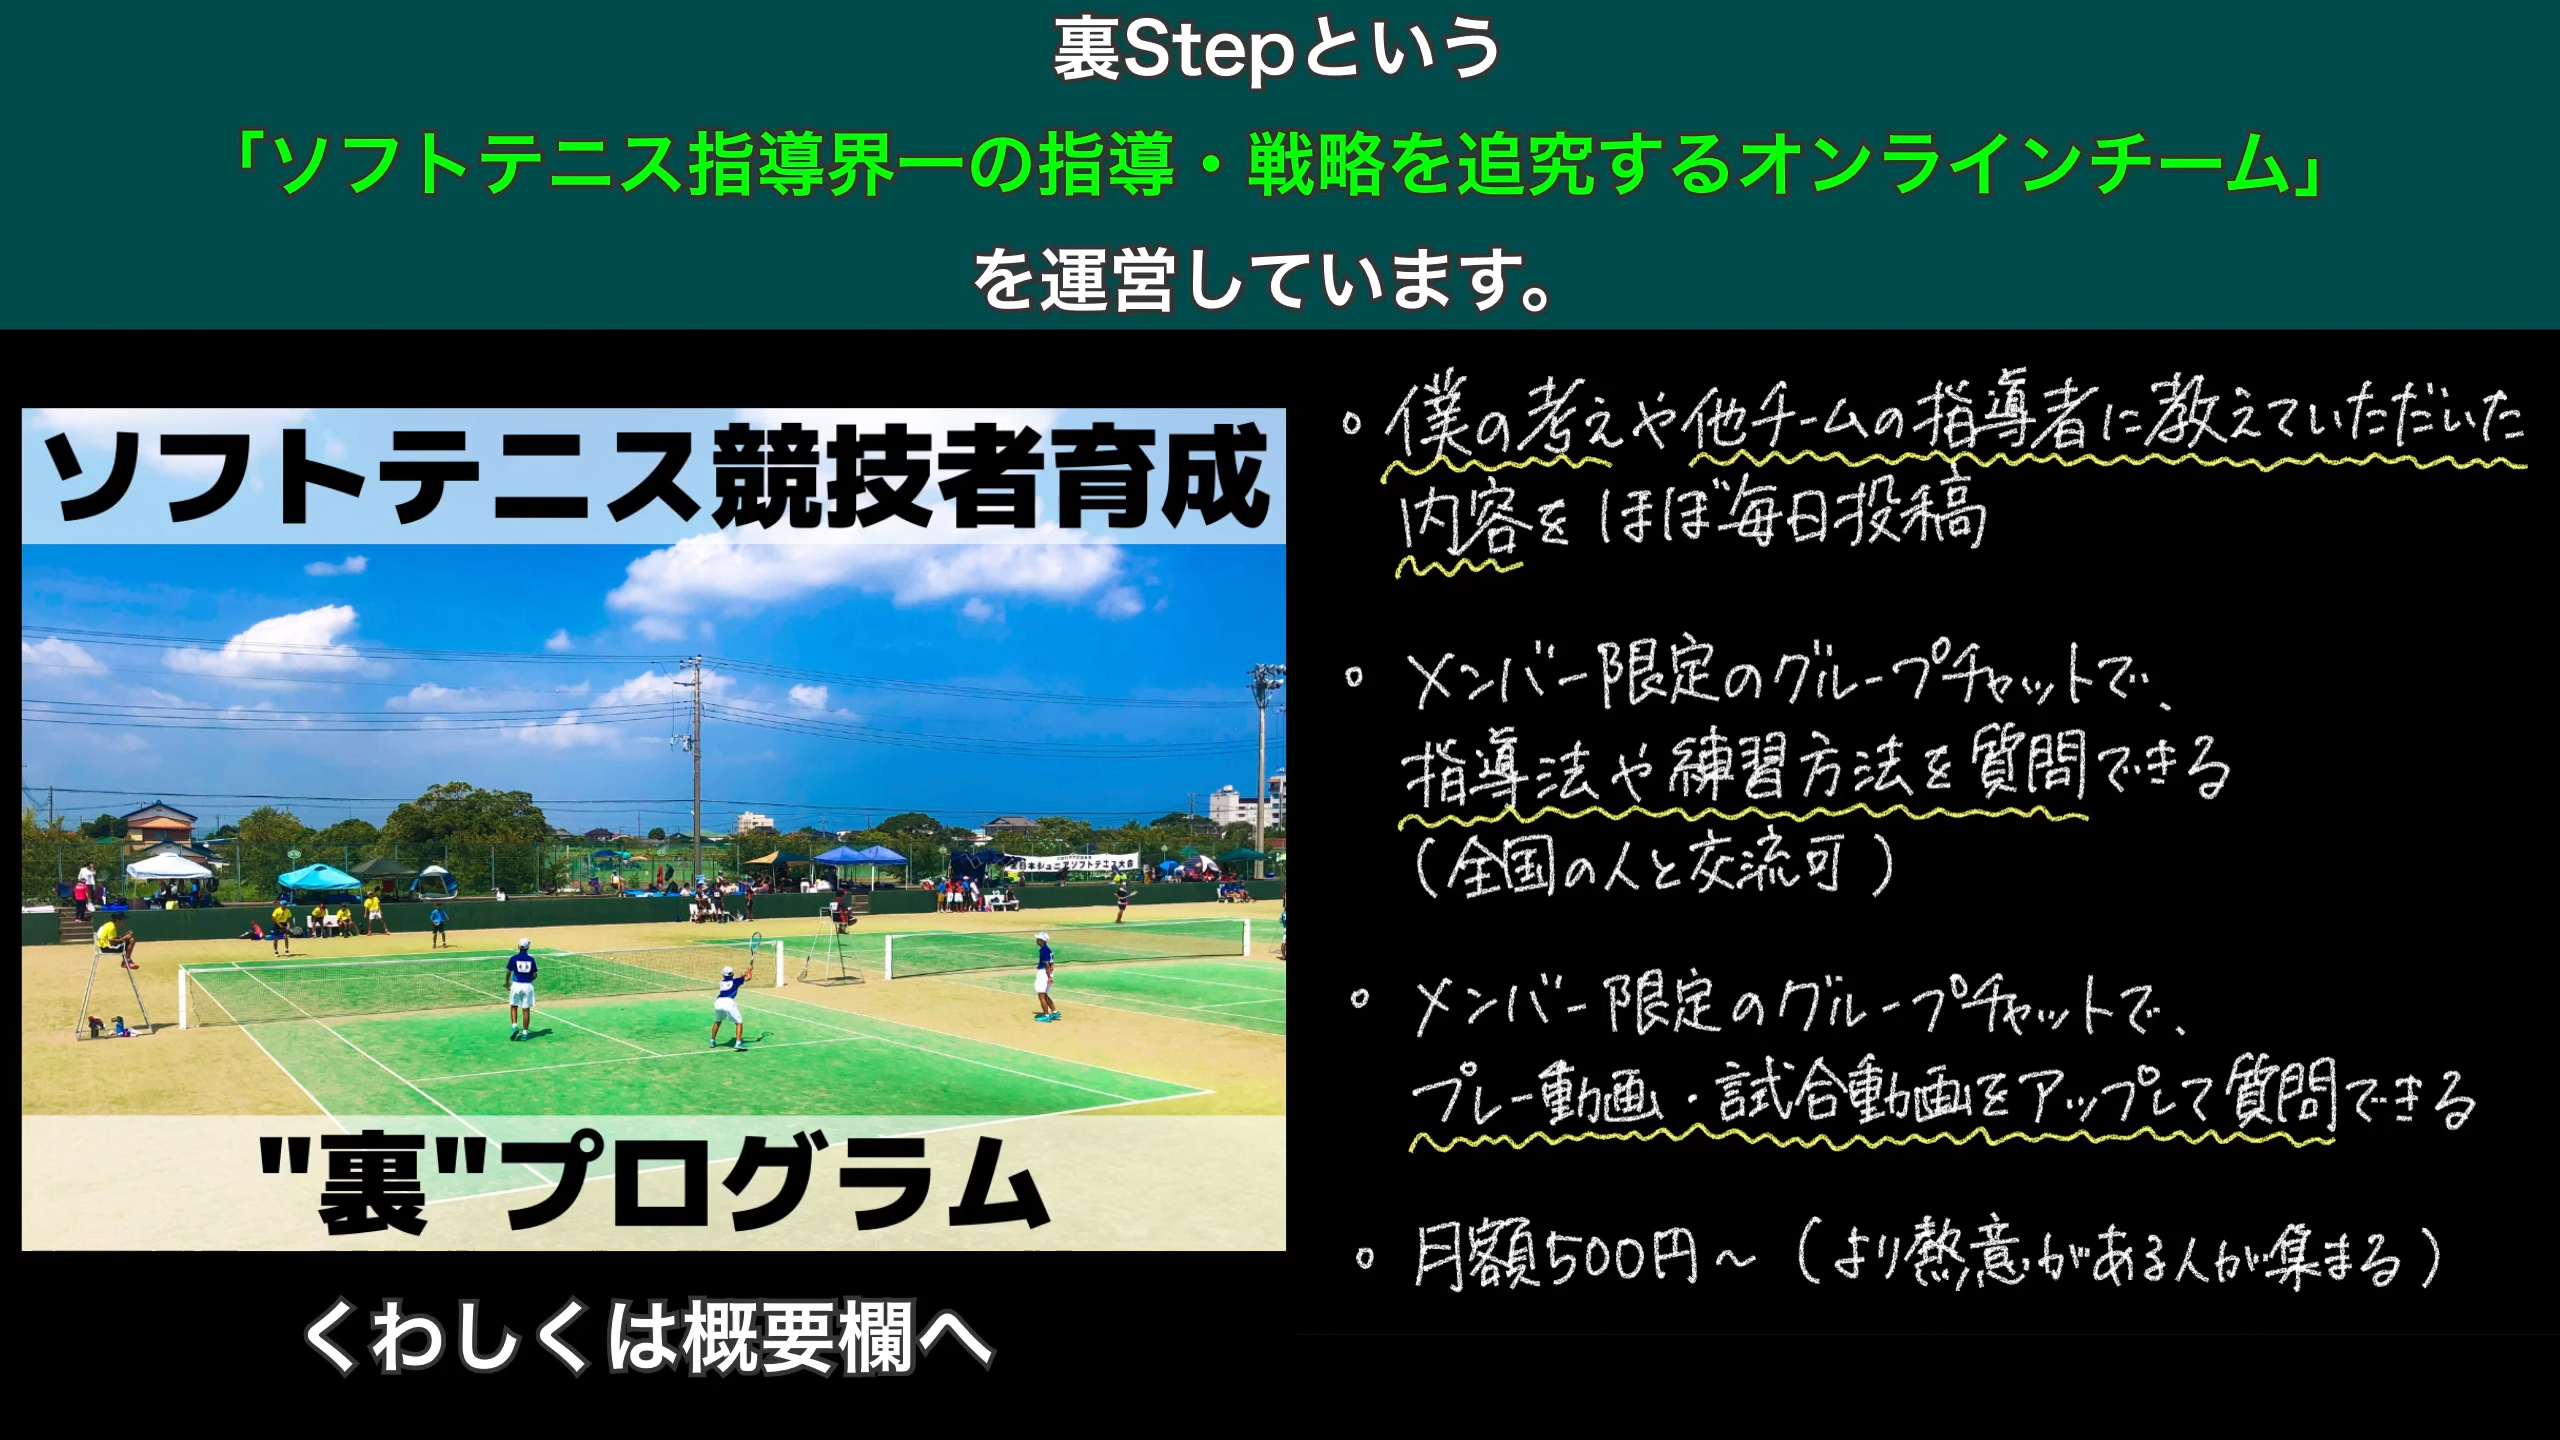 裏Stepという
「ソフトテニス指導界一の指導・戦略を追究するオンラインチーム」
を運営しています。
ソフトテニス競技者育成
"裏"プログラム
くわしくは概要欄へ
。僕の考えや他チームの指導者に教えていただいた
内容をほぼ毎日投稿
。メンバー限定のグループチャットで、
指導法や練習方法を質問できる
(全国の人と交流可)
。メンバー限定のグループチャットで、
プレー動画・試合動画をアップして質問できる
。月額500円〜(より熱意がある人が集まる)